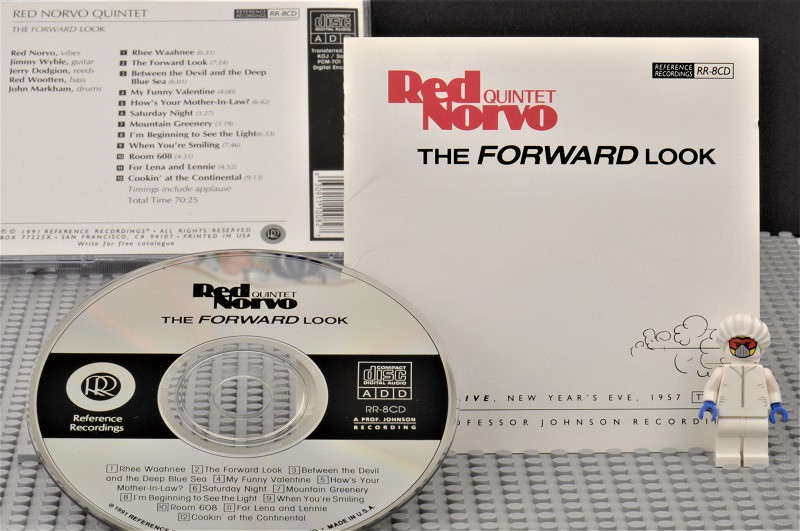 RED NORVO QUINTET
REFERENCE RECORDINGS RR-8CD
THE FORWARD LOOK
COMPACT disc DIGITAL AUDIO
A D D
Red Norvo, vibes
Jimmy Wyble, guitar
Jerry Dodgion, reeds
Red Wootten, bass
John Markham, drums
1 Rhee Waahnee (6:31)
2 The Forward Look (7:24)
3 Between the Devil and the Deep
Blue Sea (6:01)
4 My Funny Valentine (4:00)
5 How's Your Mother-In-Law? (6:42)
6 Saturday Night (3:27)
7 Mountain Greenery (5:19)
8 I'm Beginning to See the Light (6:33)
9 When You're Smiling (7:46)
10 Room 608 (4:31)
11 For Lena and Lennie (4:52)
12 Cookin' at the Continental (9:13)
Timings include applause
Total Time 70:25
Transferred
PCM-701
Digital
℗ © 1991 REFERENCE RECORDINGS® • ALL RIGHTS RESERVED
BOX 77225X • SAN FRANCISCO, CA 94107 • PRINTED IN USA
Write for free catalogue
REFERENCE RECORDINGS RR-8CD
Red QUINTET
Norvo
THE FORWARD LOOK
LIVE, NEW YEAR'S EVE, 1957
PROFESSOR JOHNSON RECORDIN
Red QUINTET
Norvo
THE FORWARD LOOK
RR
Reference
Recordings
COMPACT
disc
DIGITAL AUDIO
A D D
RR-8CD
A PROF. JOHNSON
RECORDING
1 Rhee Waahnee 2 The Forward Look 3 Between the Devil
and the Deep Blue Sea 4 My Funny Valentine 5 How's Your
Mother-In-Law? 6 Saturday Night 7 Mountain Greenery
8 I'm Beginning to See the Light 9 When You're Smiling
10 Room 608 11 For Lena and Lennie
12 Cookin' at the Continental
©1991 REFERENCE MADE IN U.S.A.